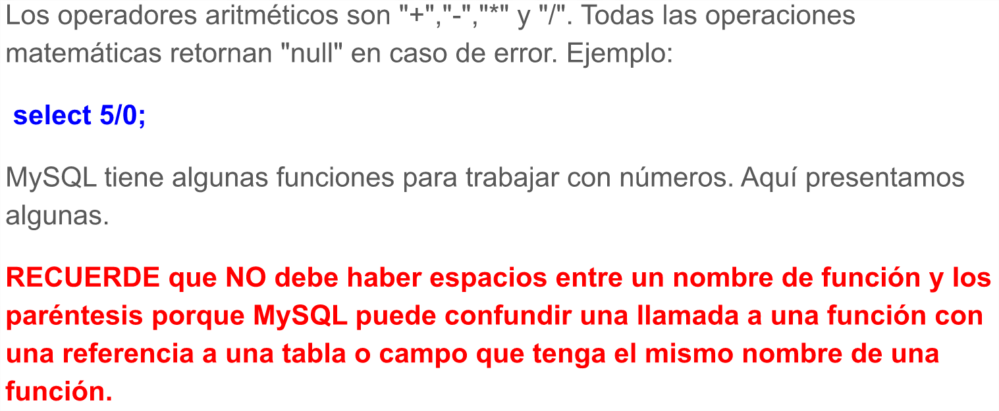 Los operadores aritméticos son "+","-","*" y "/". Todas las operaciones
matemáticas retornan "null" en caso de error. Ejemplo:
select 5/0;
MySQL tiene algunas funciones para trabajar con números. Aquí presentamos
algunas.
RECUERDE que NO debe haber espacios entre un nombre de función y los
paréntesis porque MySQL puede confundir una llamada a una función con
una referencia a una tabla o campo que tenga el mismo nombre de una
función.